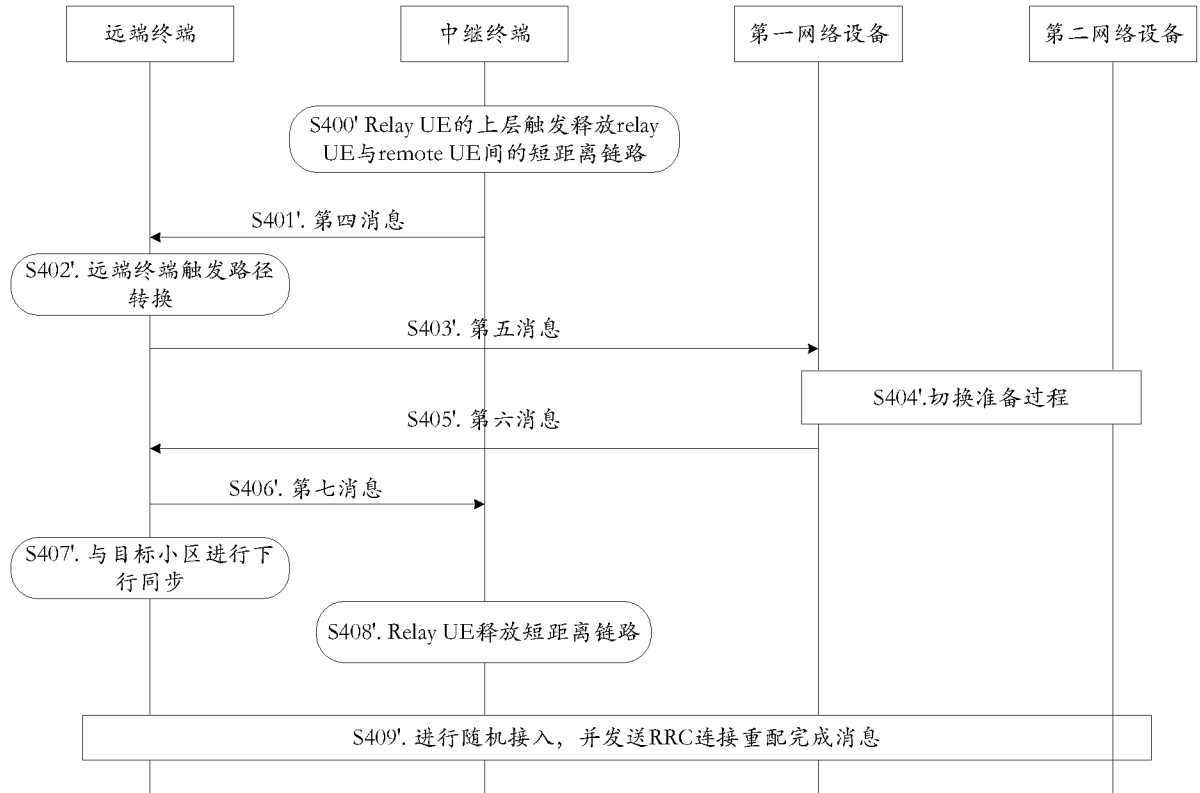 远端终端
中继终端
第一网络设备
第二网络设备
S400' Relay UE的上层触发释放relay
UE与remote UE间的短距离链路
S401'. 第四消息
S402'. 远端终端触发路径
转换
S403'. 第五消息
S404'.切换准备过程
S405'. 第六消息
S406'. 第七消息
S407'. 与目标小区进行下
行同步
S408'. Relay UE释放短距离链路
S409'. 进行随机接入，并发送RRC连接重配完成消息